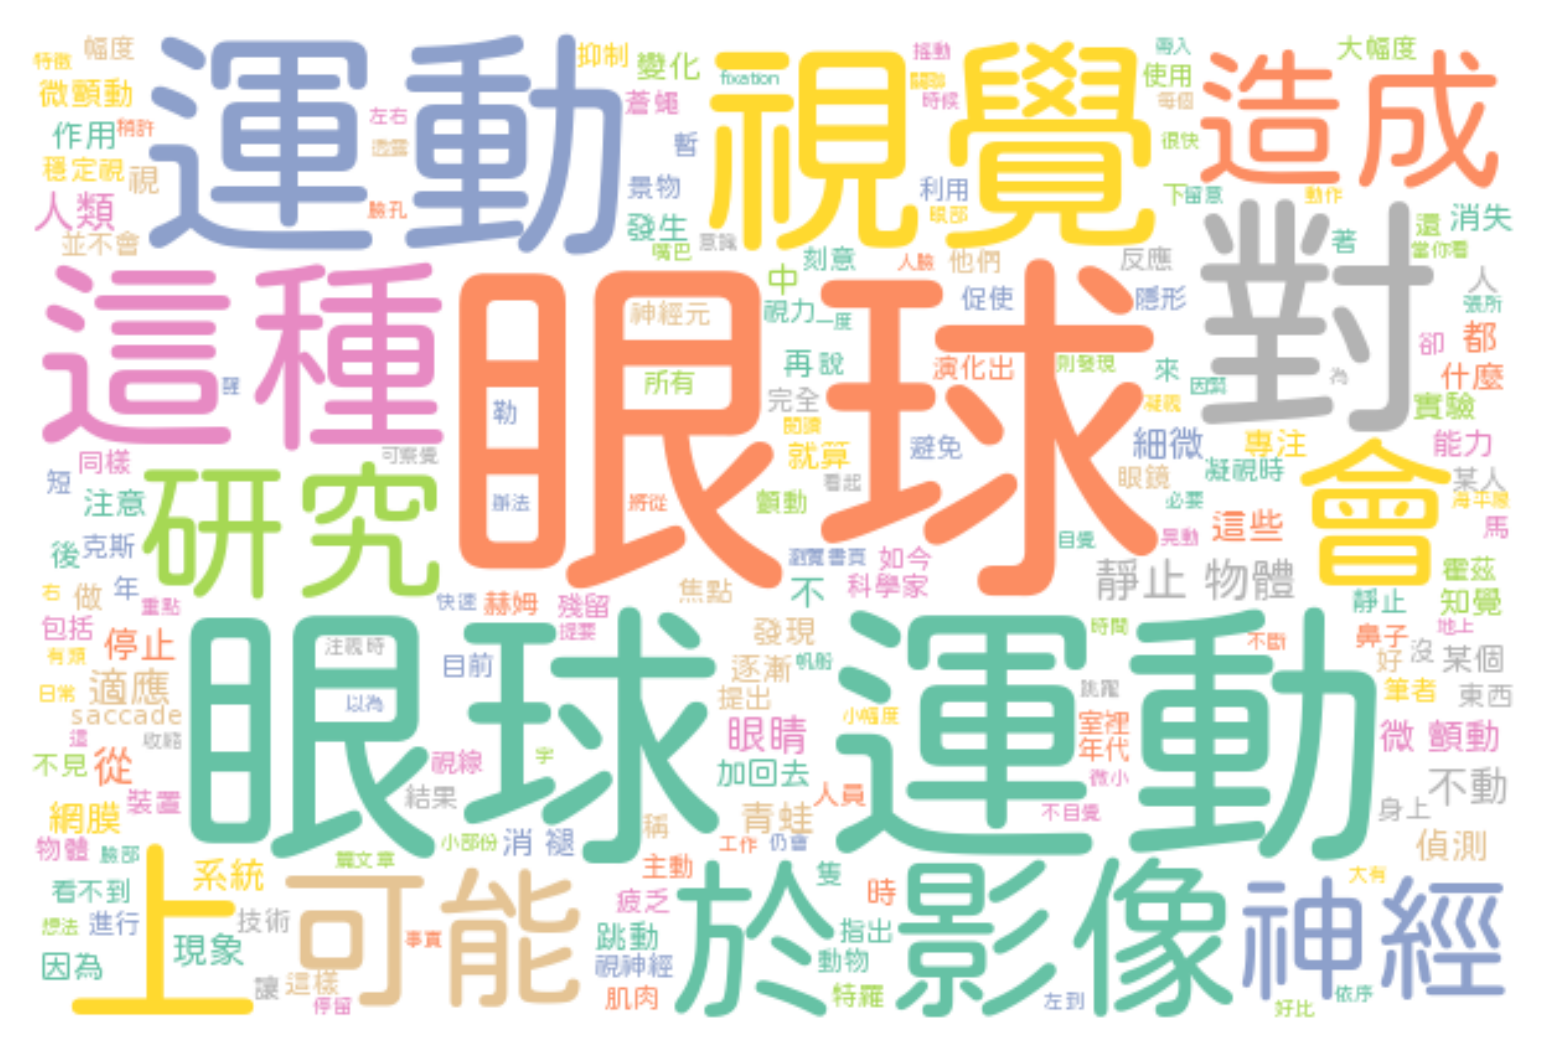 特徵 幅度 運動 抑制 變化 fixation 視覺 搖動 帶入 大幅度
微顫動 左右 蒼蠅 時候 使用 每個 造成
作用 稍許 透露 暫 很快
穩定視 視 景物 利用 下 留意 動作
人類 臉孔 發生 眼部 對 還 消失
並不會 嘴巴 意識 刻意 人臉 他們 反應 著 當你看
這種 眼球 神經元 中 促使 隱形 人 張所
視力 一度 卻 都
醒 所有 再 說 演化出 則發現 來 因質 為 什麼
勒 完全 閱讀 凝視 實驗
可察覺 就算 避免 細微 專注 能力
同樣 看起 眼鏡 凝視時 會 某人
短 注意 研究 辦法 將從 顫動 必要 海平線
後 克斯 目覺 晃動 這些 馬
瀏覽 書頁 如今 靜止 物體 霍茲
右 做 年 重點 快速 赫姆 殘留 焦點 不 科學家 靜止 知覺
包括 停止 注視時 提要 發現 時間 不斷 鼻子 地上
有類 眼球 目前 逐漸 帆船 運動 好 沒 某個
日常 適應 以為 提出 跳躍 筆者 東西
saccade 小幅度 室裡
這 收縮 宇 眼睛 年代 微 顫動
不見 從 視線 加回去 微小
裝置 結果 人員 不自覺 身上 不動
網膜 稱 青蛙
物體 臉部 小部份 消 褪 工作 仍會 偵測
看不到 上 系統 篇文章 主動 隻 大有
想法 進行 技術 可能 疲乏 於 時 影像 神經
現象 事實 跳動 指出
因為 視神經 動物
讓 這樣 停留 肌肉 特羅 左到 依序 好比